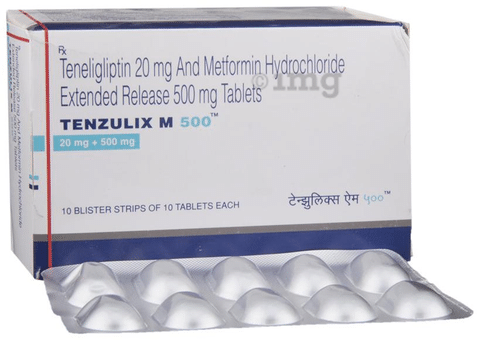 Rx
Teneligliptin 20 mg And Metformin Hydrochloride
Extended Release 500 mg Tablets
TENZULIX M 500™
20 mg + 500 mg
10 BLISTER STRIPS OF 10 TABLETS EACH
टेन्झुलिक्स ऐम ५००™
1mg